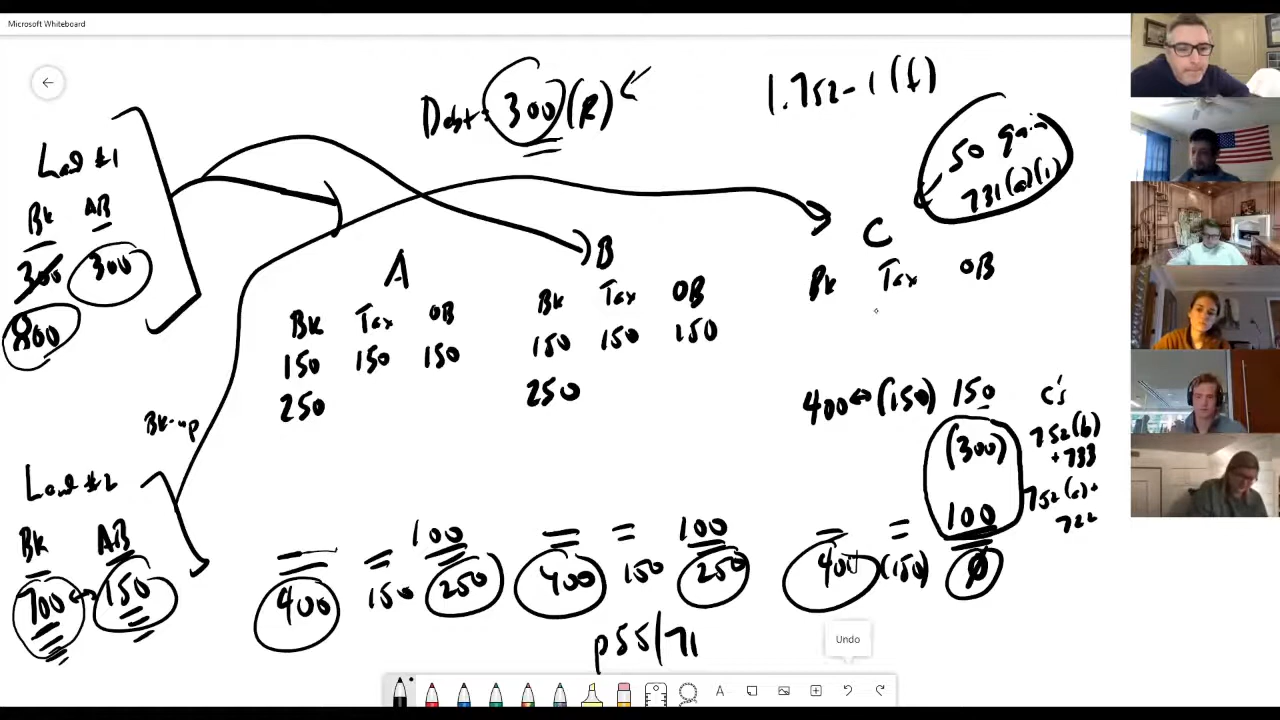 Microsoft Whiteboard
Debt = 300 (R)
1.752-1(f)
50 gain
731(a)(1)
Land #1
Bk AB
300 300
800
A
Bk Tax OB
150 150 150
250
B
Bk Tax OB
150 150 150
250
C
Bk Tax OB
400 ↔ (150) 150
(300)
100
C's
752(b)
+ 733
752(a) +
722
Bk-up
Land #2
Bk AB
700 ↔ 150
100
400 150 250
100
400 150 250
400 (150) 0
p55/71
Undo
A